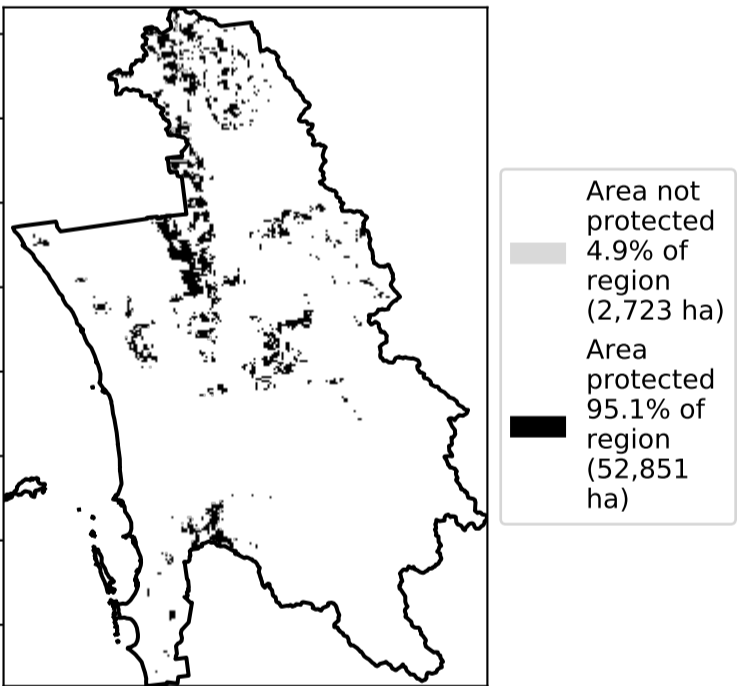 Area not
protected
4.9% of
region
(2,723 ha)
Area
protected
95.1% of
region
(52,851
ha)